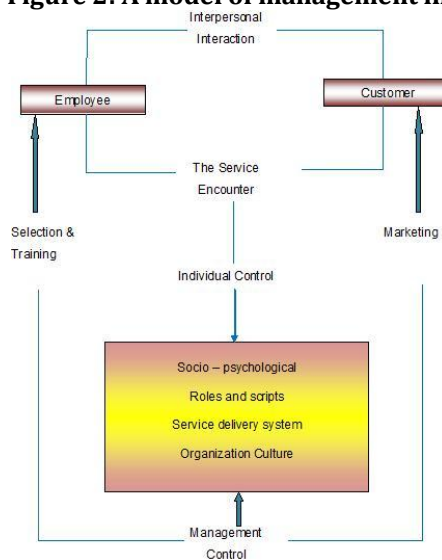 Figure 2: A model of management in
Interpersonal
Interaction
Employee
Customer
The Service
Encounter
Selection &
Training
Marketing
Individual Control
Socio – psychological
Roles and scripts
Service delivery system
Organization Culture
Management
Control